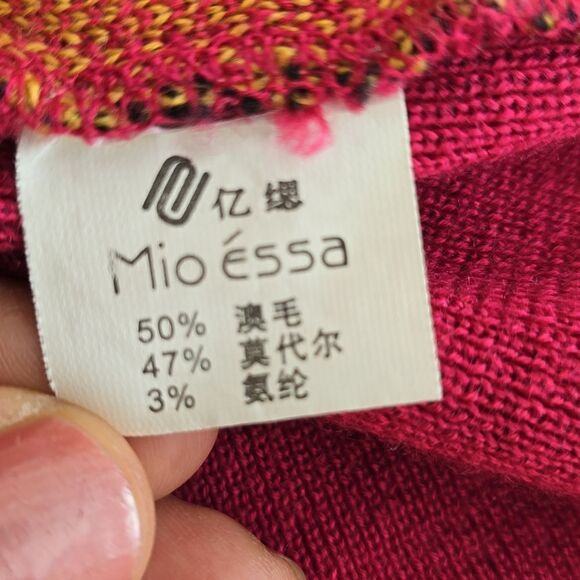 亿缌
Mio éssa
50% 澳毛
47% 莫代尔
3% 氨纶